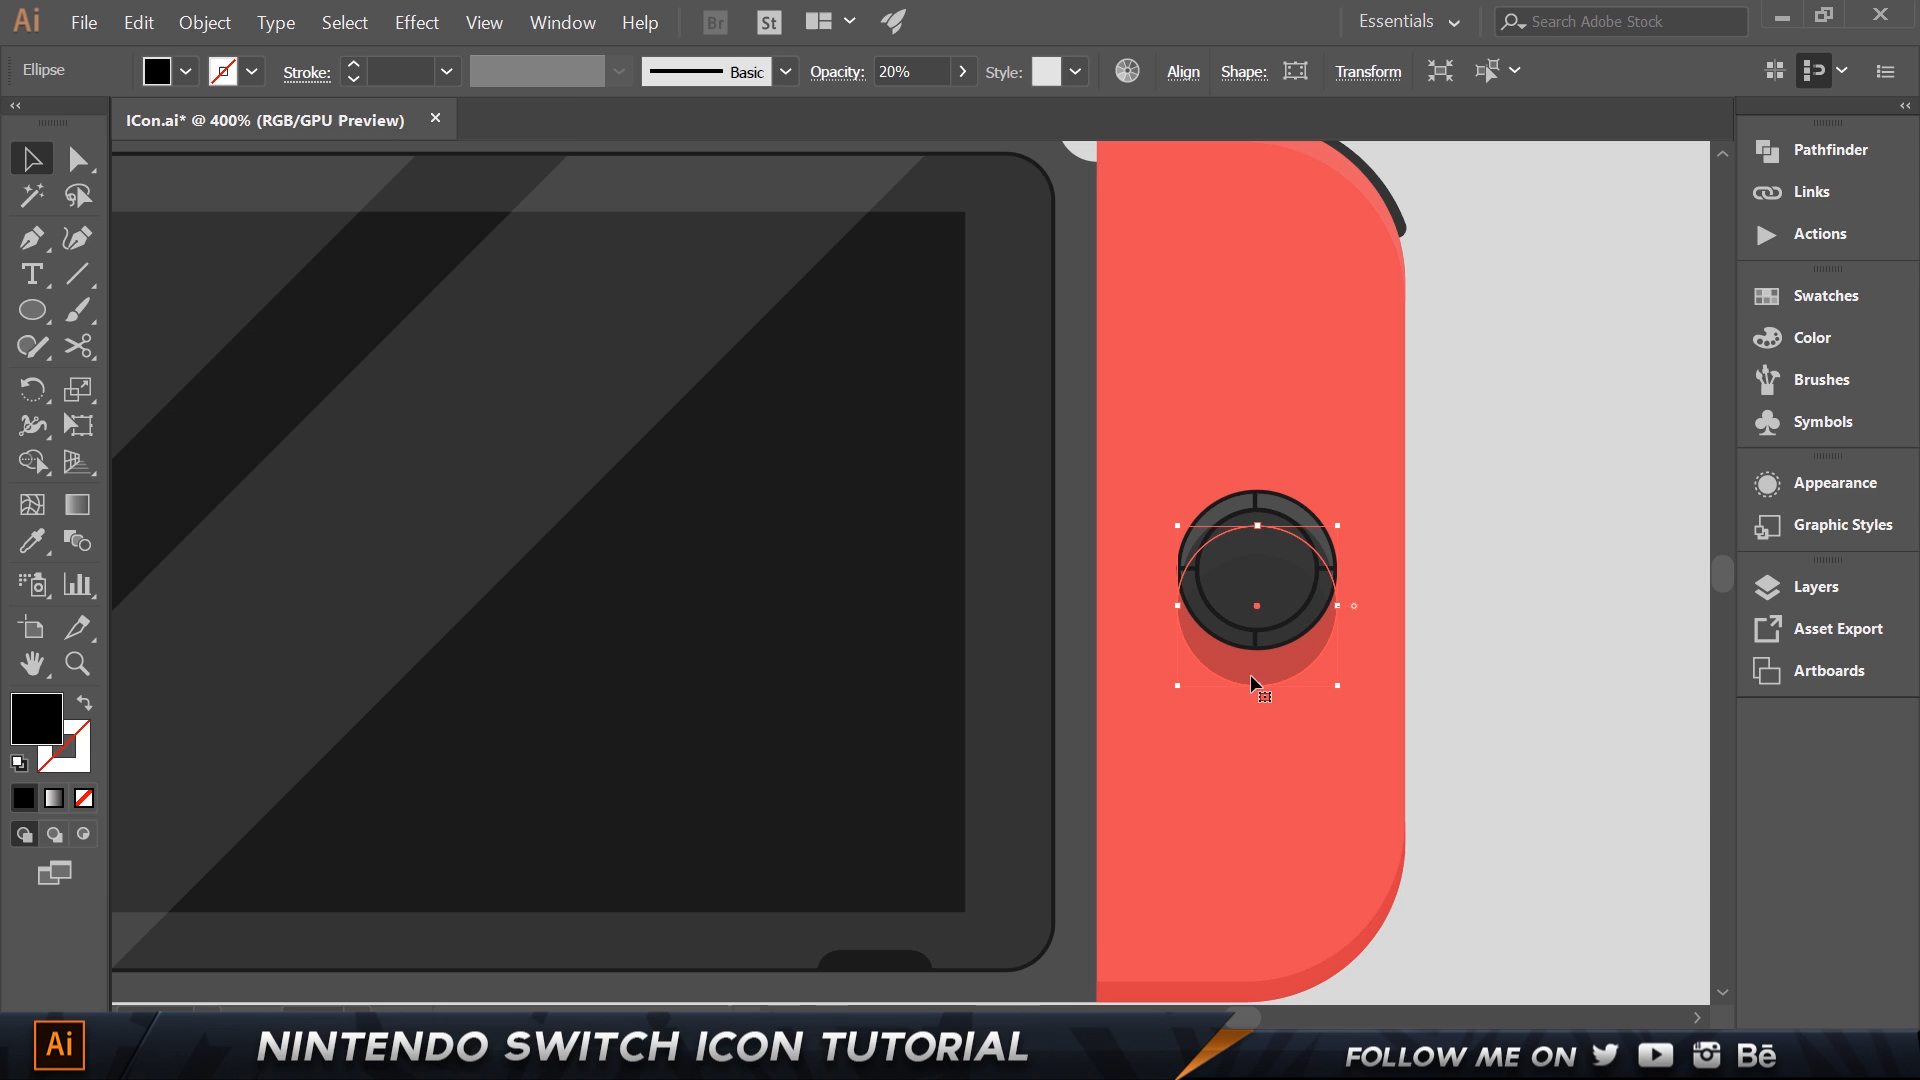 Ai File Edit Object Type Select Effect View Window Help Br St Essentials Search Adobe Stock
Ellipse Stroke: Basic Opacity: 20% Style: Align Shape: Transform
ICon.ai* @ 400% (RGB/GPU Preview)
Pathfinder
Links
Actions
Swatches
Color
Brushes
Symbols
Appearance
Graphic Styles
Layers
Asset Export
Artboards
Ai NINTENDO SWITCH ICON TUTORIAL
FOLLOW ME ON Bē